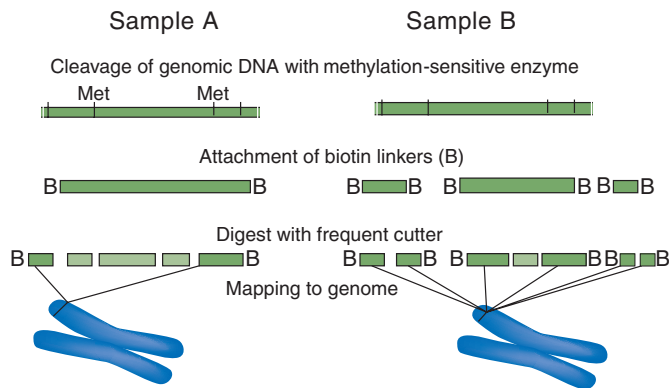 Sample A Sample B
Cleavage of genomic DNA with methylation-sensitive enzyme
Met Met
Attachment of biotin linkers (B)
B B B B B B B B
Digest with frequent cutter
B B B B B B B B
Mapping to genome